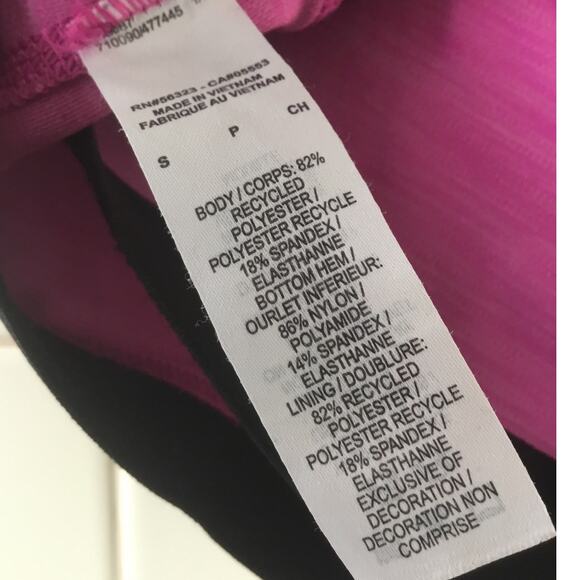 710090/477445
RN#56323 - CA#05553
MADE IN VIETNAM
FABRIQUE AU VIETNAM
S P CH
BODY / CORPS: 82%
RECYCLED
POLYESTER /
POLYESTER RECYCLE
18% SPANDEX /
ELASTHANNE
BOTTOM HEM /
OURLET INFERIEUR:
86% NYLON /
POLYAMIDE
14% SPANDEX /
ELASTHANNE
LINING / DOUBLURE:
82% RECYCLED
POLYESTER /
POLYESTER RECYCLE
18% SPANDEX /
ELASTHANNE
EXCLUSIVE OF
DECORATION /
DECORATION NON
COMPRISE